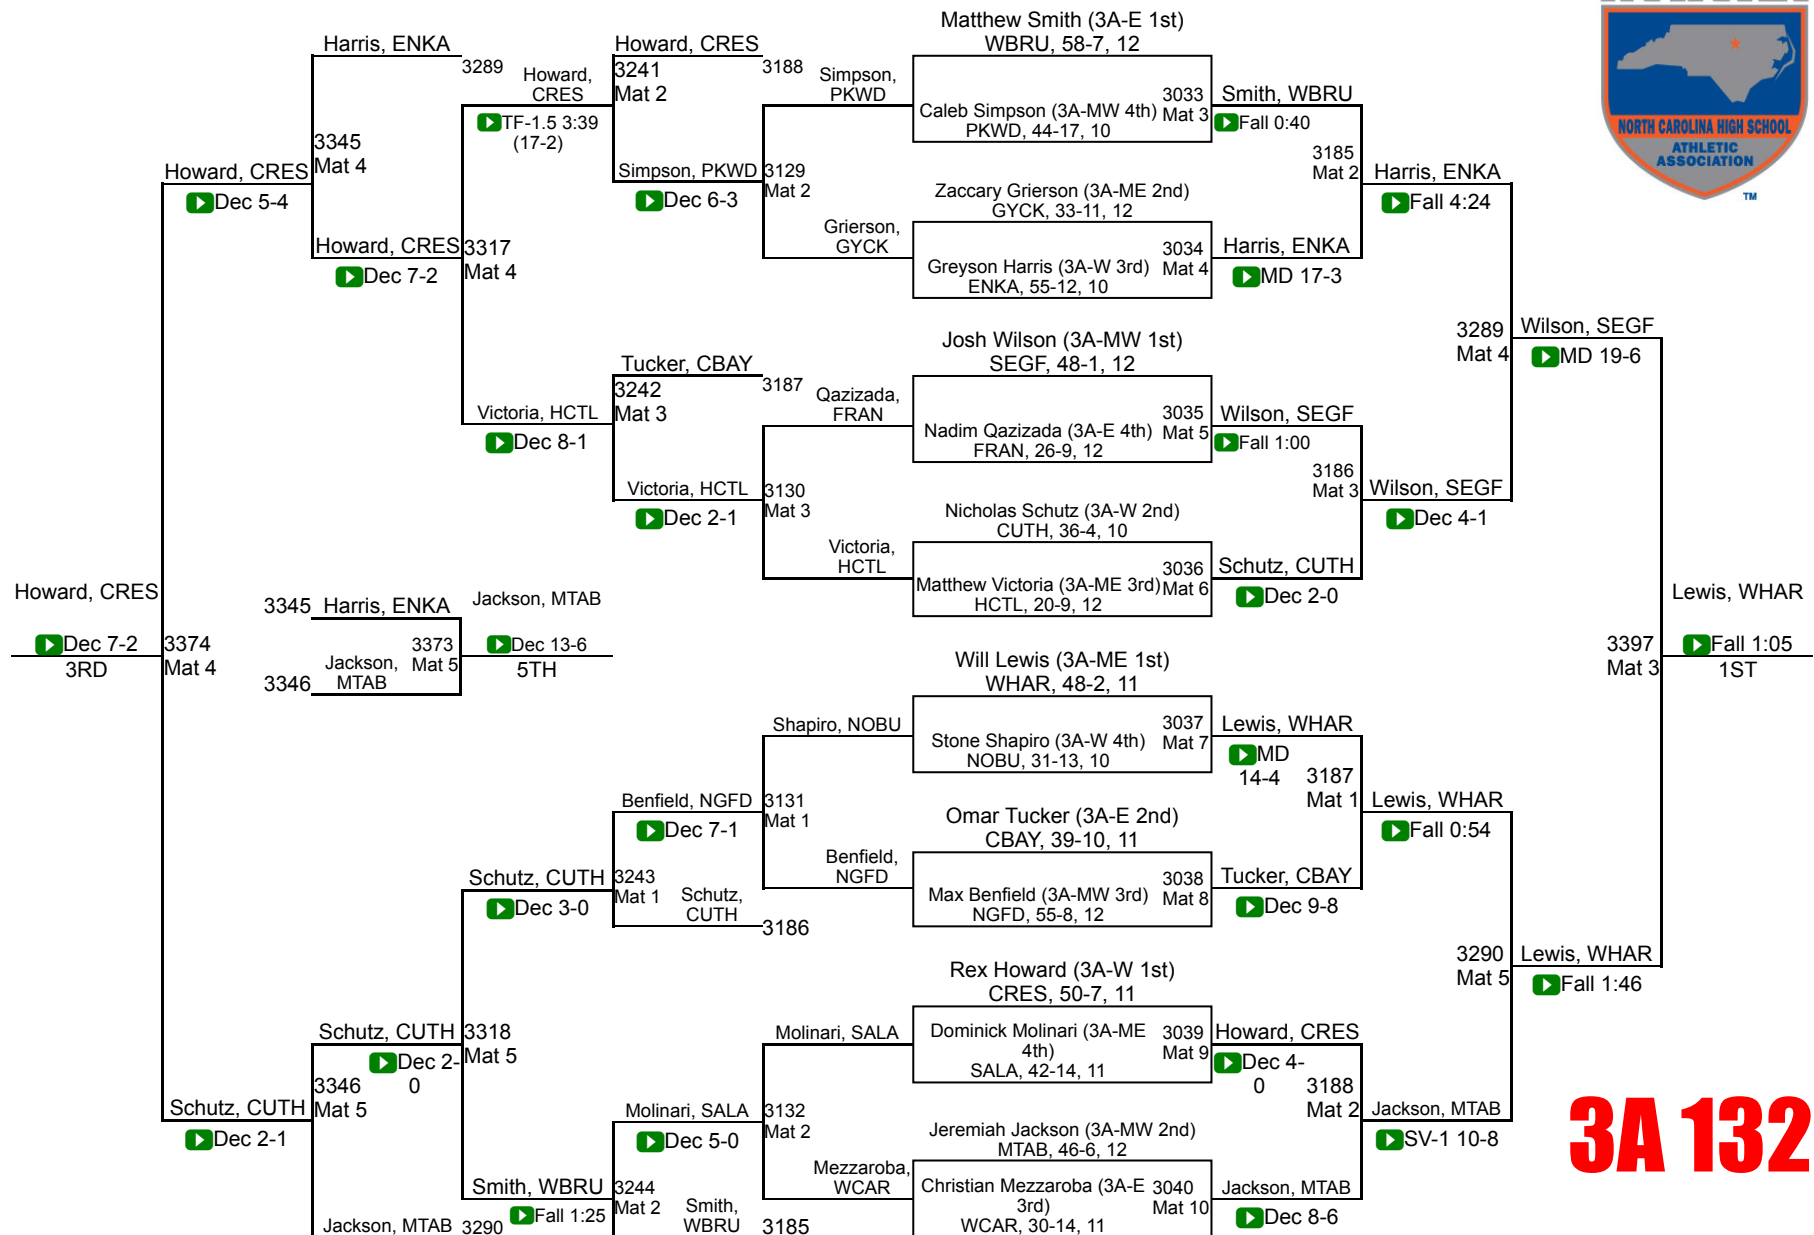 Harris, ENKA
3289
3345
Mat 4
Howard, CRES
Dec 5-4
Howard, CRES
Dec 7-2
3317
Mat 4
Howard,
CRES
TF-1.5 3:39
(17-2)
Howard, CRES
3241
Mat 2
3188
Simpson, PKWD
Dec 6-3
3129
Mat 2
Simpson,
PKWD
Grierson,
GYCK
Matthew Smith (3A-E 1st)
WBRU, 58-7, 12
Caleb Simpson (3A-MW 4th)
PKWD, 44-17, 10
3033
Mat 3
Smith, WBRU
Fall 0:40
Zaccary Grierson (3A-ME 2nd)
GYCK, 33-11, 12
Greyson Harris (3A-W 3rd)
ENKA, 55-12, 10
3034
Mat 4
Harris, ENKA
MD 17-3
3185
Mat 2
Harris, ENKA
Fall 4:24
NORTH CAROLINA HIGH SCHOOL
ATHLETIC
ASSOCIATION
TM
Tucker, CBAY
3242
Mat 3
3187
Victoria, HCTL
Dec 8-1
Victoria, HCTL
Dec 2-1
3130
Mat 3
Qazizada,
FRAN
Victoria,
HCTL
Josh Wilson (3A-MW 1st)
SEGF, 48-1, 12
Nadim Qazizada (3A-E 4th)
FRAN, 26-9, 12
3035
Mat 5
Wilson, SEGF
Fall 1:00
Nicholas Schutz (3A-W 2nd)
CUTH, 36-4, 10
Matthew Victoria (3A-ME 3rd)
HCTL, 20-9, 12
3036
Mat 6
Schutz, CUTH
Dec 2-0
3186
Mat 3
Wilson, SEGF
Dec 4-1
3289
Mat 4
Wilson, SEGF
MD 19-6
Howard, CRES
Dec 7-2
3RD
3374
Mat 4
3345
Harris, ENKA
3346
Jackson,
MTAB
3373
Mat 5
Jackson, MTAB
Dec 13-6
5TH
Lewis, WHAR
3397
Mat 3
Fall 1:05
1ST
Shapiro, NOBU
Benfield, NGFD
Dec 7-1
3131
Mat 1
Benfield,
NGFD
Schutz, CUTH
Dec 3-0
3243
Mat 1
Schutz,
CUTH
3186
Will Lewis (3A-ME 1st)
WHAR, 48-2, 11
Stone Shapiro (3A-W 4th)
NOBU, 31-13, 10
3037
Mat 7
Lewis, WHAR
MD
14-4
Omar Tucker (3A-E 2nd)
CBAY, 39-10, 11
Max Benfield (3A-MW 3rd)
NGFD, 55-8, 12
3038
Mat 8
Tucker, CBAY
Dec 9-8
3187
Mat 1
Lewis, WHAR
Fall 0:54
3290
Mat 5
Lewis, WHAR
Fall 1:46
Schutz, CUTH
Dec 2-
0
3318
Mat 5
3346
Mat 5
Schutz, CUTH
Dec 2-1
Jackson, MTAB
3290
Smith, WBRU
Fall 1:25
3244
Mat 2
Molinari, SALA
Dec 5-0
Smith,
WBRU
3185
3132
Mat 2
Molinari, SALA
Mezzaroba,
WCAR
Rex Howard (3A-W 1st)
CRES, 50-7, 11
Dominick Molinari (3A-ME
4th)
SALA, 42-14, 11
3039
Mat 9
Howard, CRES
Dec 4-
0
Jeremiah Jackson (3A-MW 2nd)
MTAB, 46-6, 12
Christian Mezzaroba (3A-E
3rd)
WCAR, 30-14, 11
3040
Mat 10
Jackson, MTAB
Dec 8-6
3188
Mat 2
Jackson, MTAB
SV-1 10-8
3A 132